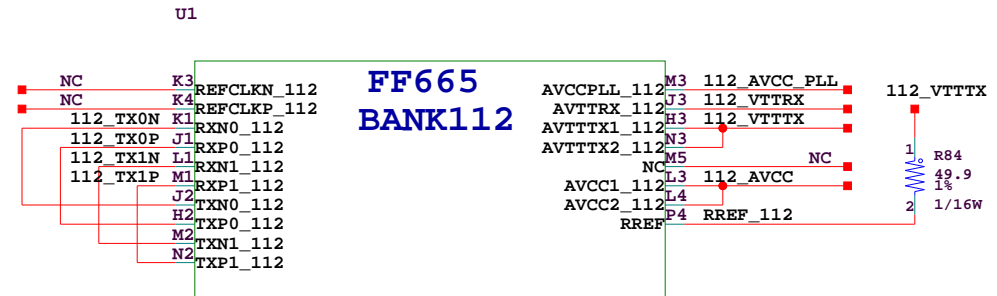 U1
FF665
BANK112
NC K3 REFCLKN_112
NC K4 REFCLKP_112
112_TX0N K1 RXN0_112
112_TX0P J1 RXP0_112
112_TX1N L1 RXN1_112
112_TX1P M1 RXP1_112
J2 TXN0_112
H2 TXP0_112
M2 TXN1_112
N2 TXP1_112
AVCCPLL_112 M3 112_AVCC_PLL
AVTTRX_112 J3 112_VTTRX
AVTTTX1_112 H3 112_VTTTX
AVTTTX2_112 N3
NC M5 NC
AVCC1_112 L3 112_AVCC
AVCC2_112 L4
RREF P4 RREF_112
112_VTTTX
1
R84
49.9
1%
1/16W
2